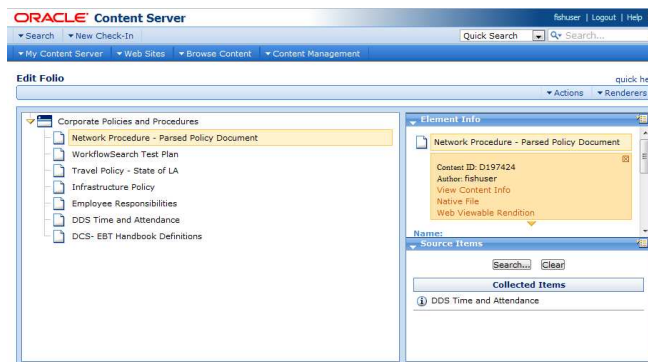 ORACLE Content Server
fishuser | Logout | Help
Search New Check-In
Quick Search Search...
My Content Server Web Sites Browse Content Content Management
Edit Folio
quick he
Actions Renderers
Corporate Policies and Procedures
Network Procedure - Parsed Policy Document
WorkflowSearch Test Plan
Travel Policy - State of LA
Infrastructure Policy
Employee Responsibilities
DDS Time and Attendance
DCS- EBT Handbook Definitions
Element Info
Network Procedure - Parsed Policy Document
Content ID: D197424
Author: fishuser
View Content Info
Native File
Web Viewable Rendition
Name:
Source Items
Search... Clear
Collected Items
DDS Time and Attendance